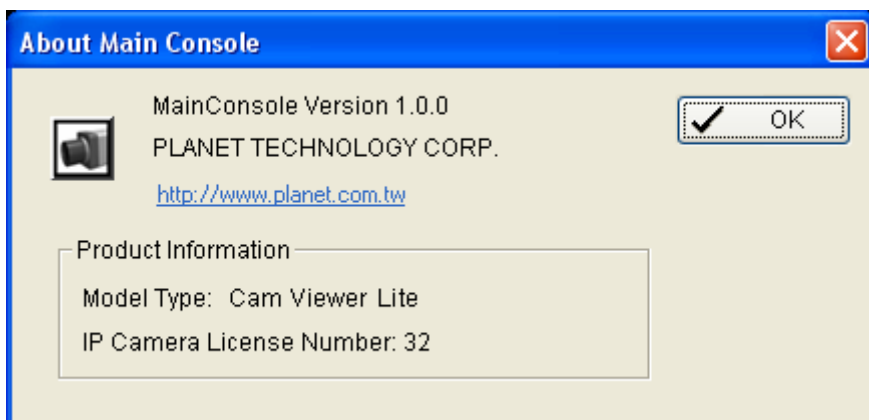 About Main Console
MainConsole Version 1.0.0
OK
PLANET TECHNOLOGY CORP.
http://www.planet.com.tw
Product Information
Model Type: Cam Viewer Lite
IP Camera License Number: 32